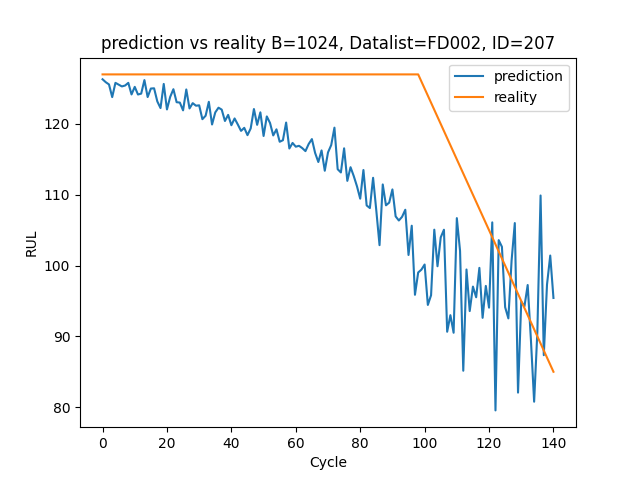 prediction vs reality B=1024, Datalist=FD002, ID=207
prediction
reality
RUL
120
110
100
90
80
0 20 40 60 80 100 120 140
Cycle